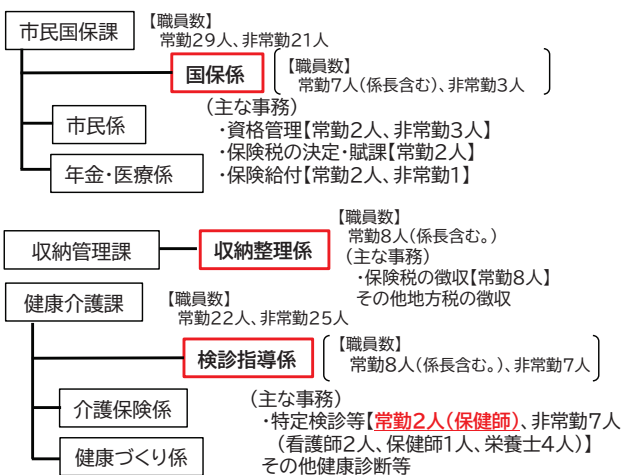 市民国保課
【職員数】
常勤29人、非常勤21人
国保係
【職員数】
常勤7人(係長含む)、非常勤3人
(主な事務)
・資格管理【常勤2人、非常勤3人】
・保険税の決定・賦課【常勤2人】
・保険給付【常勤2人、非常勤1】
市民係
年金・医療係
収納管理課
収納整理係
【職員数】
常勤8人(係長含む。)
(主な事務)
・保険税の徴収【常勤8人】
その他地方税の徴収
健康介護課
【職員数】
常勤22人、非常勤25人
検診指導係
【職員数】
常勤8人(係長含む。)、非常勤7人
(主な事務)
・特定検診等【常勤2人(保健師)、非常勤7人
(看護師2人、保健師1人、栄養士4人)】
その他健康診断等
介護保険係
健康づくり係